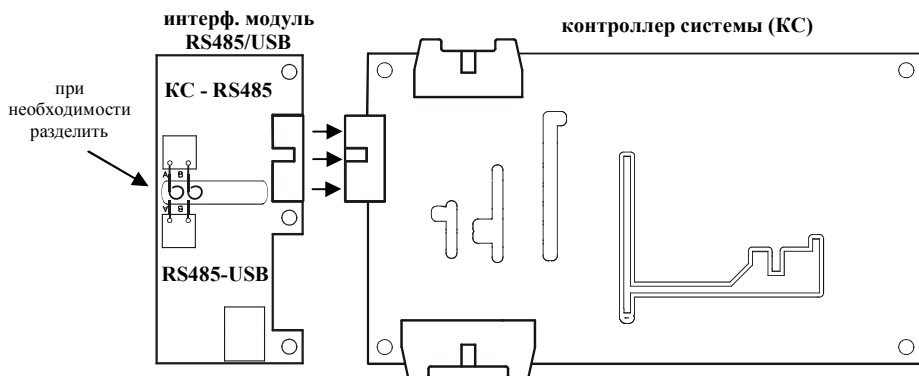 интерф. модуль
RS485/USB
контроллер системы (КС)
КС - RS485
при
необходимости
разделить
A B
A B
RS485-USB